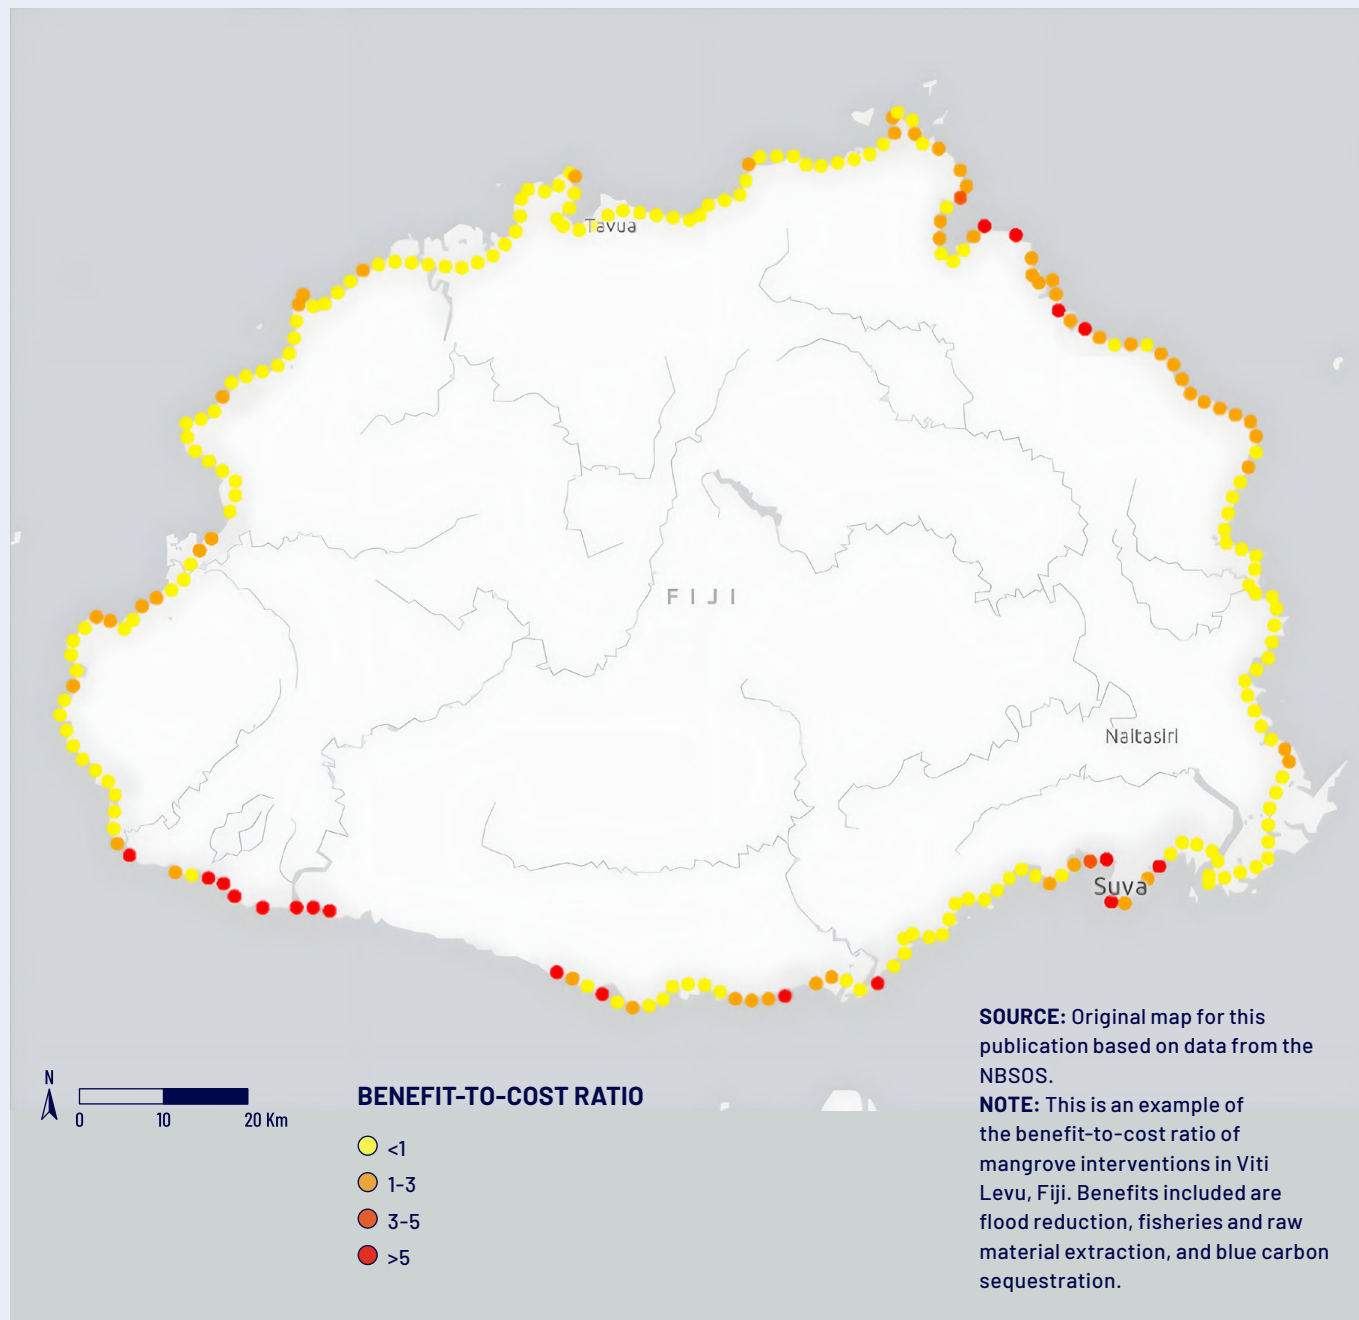 Tavua
FIJI
Naitasiri
Suva
N
0 10 20 Km
BENEFIT-TO-COST RATIO
<1
1-3
3-5
>5
SOURCE: Original map for this
publication based on data from the
NBSOS.
NOTE: This is an example of
the benefit-to-cost ratio of
mangrove interventions in Viti
Levu, Fiji. Benefits included are
flood reduction, fisheries and raw
material extraction, and blue carbon
sequestration.